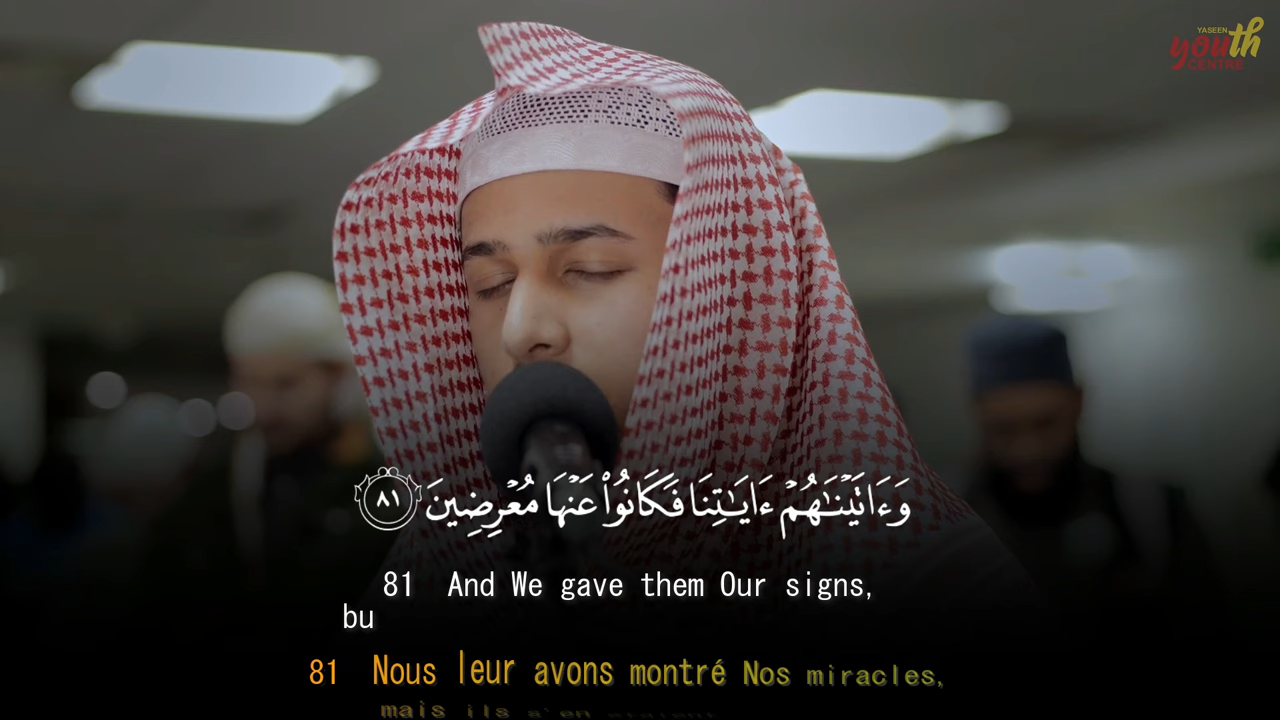 YASEEN
youth
CENTRE
وَءَاتَيْنَـٰهُمْ ءَايَـٰتِنَا فَكَانُوا۟ عَنْهَا مُعْرِضِينَ ٨١
81 And We gave them Our signs,
bu
81 Nous leur avons montré Nos miracles,
mais ils s'en